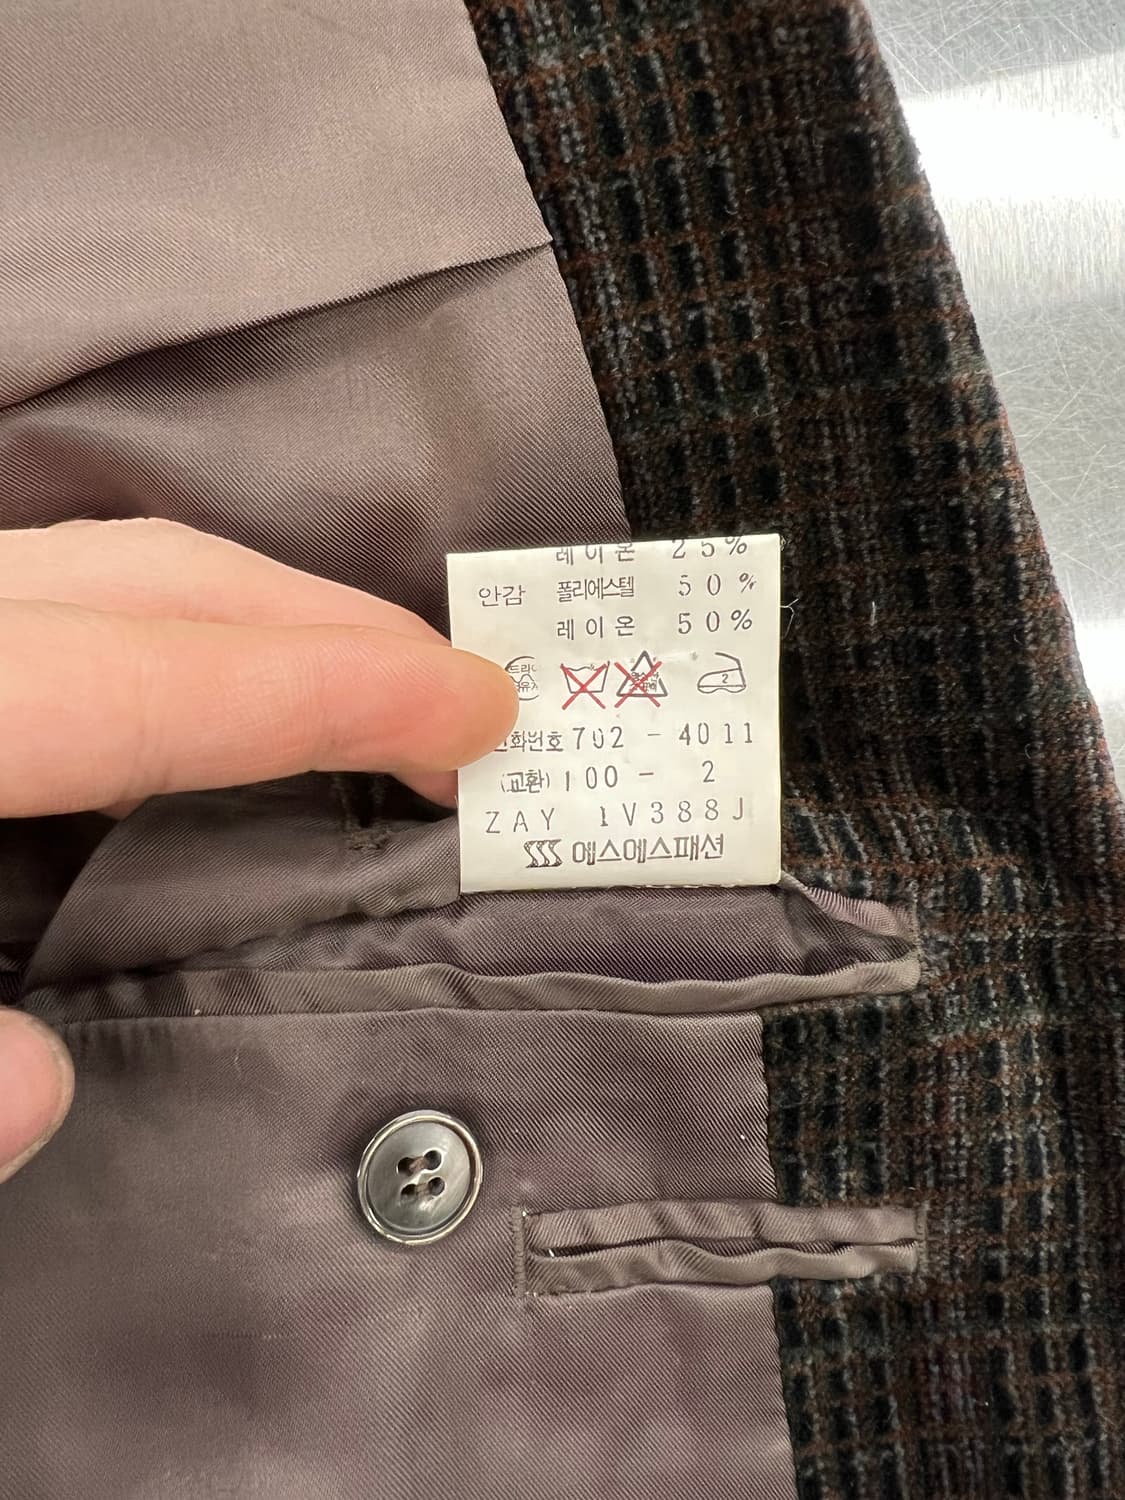 레이온 25%
안감 폴리에스텔 50%
레이온 50%
2
화번호 702 - 4011
(교환) 100 - 2
ZAY 1V388J
SSS 에스에스패션